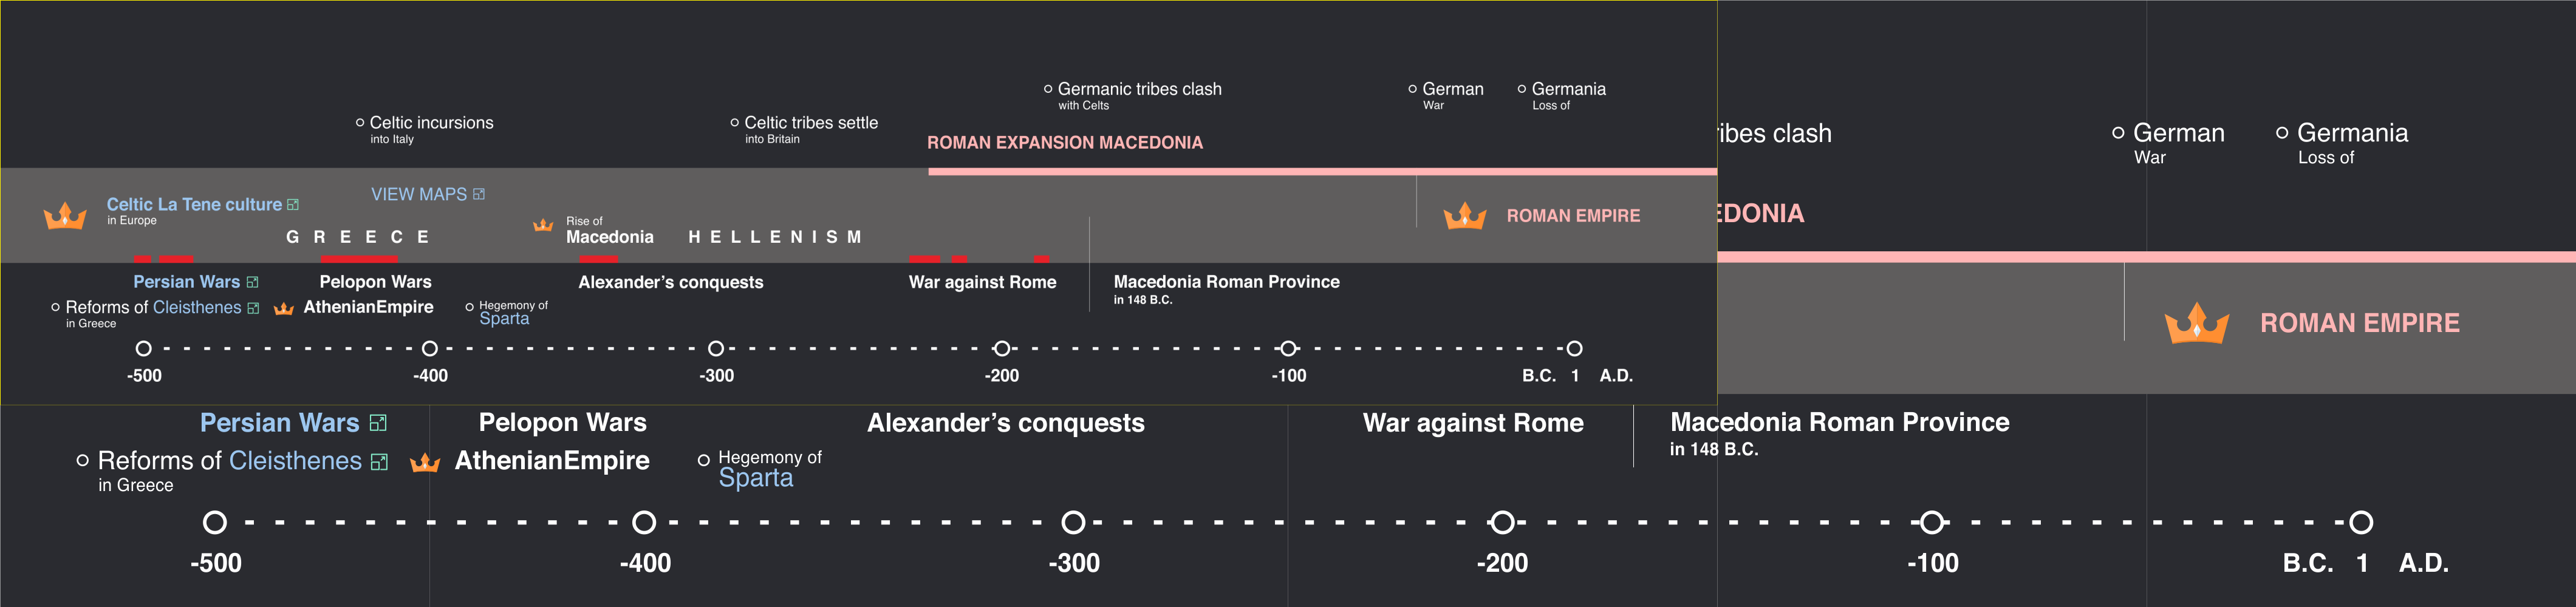 Germanic tribes clash
with Celts
German
War
Germania
Loss of
Celtic incursions
into Italy
Celtic tribes settle
into Britain
ROMAN EXPANSION MACEDONIA
Celtic La Tene culture
in Europe
VIEW MAPS
GREECE
Rise of
Macedonia
HELLENISM
ROMAN EMPIRE
Persian Wars
Pelopon Wars
Alexander’s conquests
War against Rome
Macedonia Roman Province
in 148 B.C.
Reforms of Cleisthenes
in Greece
AthenianEmpire
Hegemony of
Sparta
-500
-400
-300
-200
-100
B.C. 1 A.D.
ribes clash
German
War
Germania
Loss of
EDONIA
ROMAN EMPIRE
Persian Wars
Pelopon Wars
Alexander’s conquests
War against Rome
Macedonia Roman Province
in 148 B.C.
Reforms of Cleisthenes
in Greece
AthenianEmpire
Hegemony of
Sparta
-500
-400
-300
-200
-100
B.C. 1 A.D.